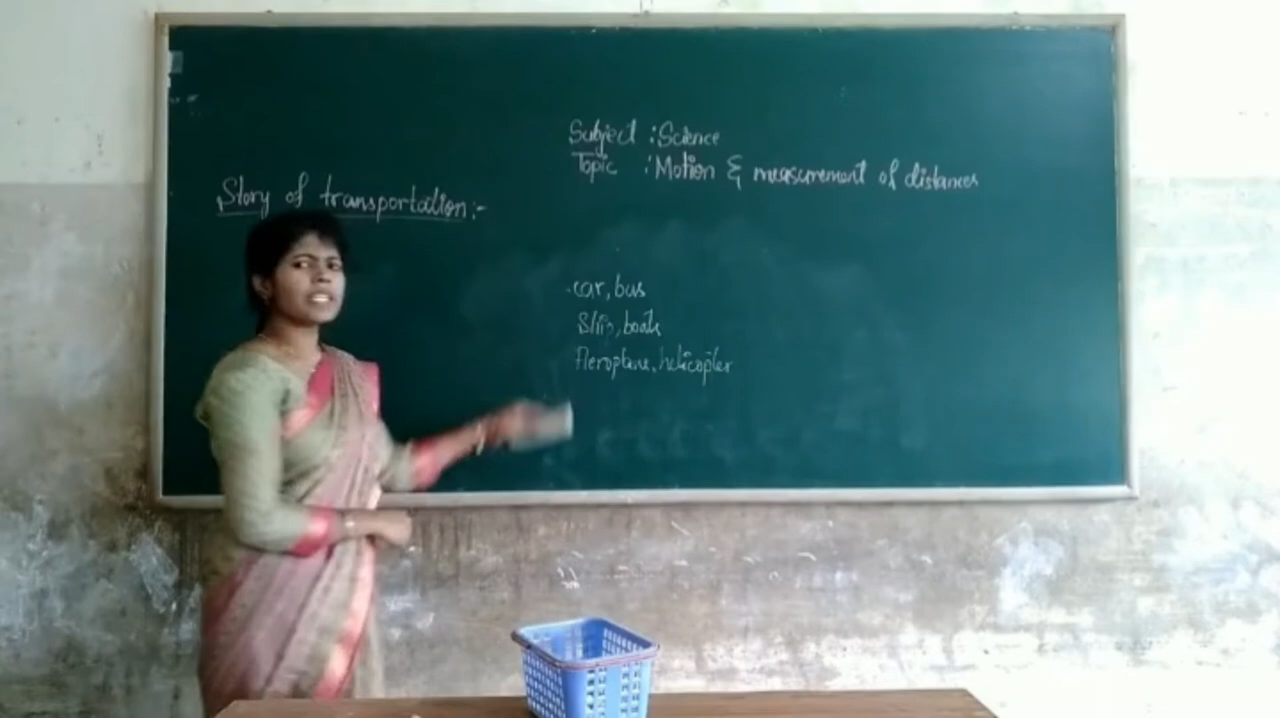 Subject : Science
Topic : Motion & measurement of distances
Story of transportation :-
car, bus
Ship, boats
Aeroplane, helicopter